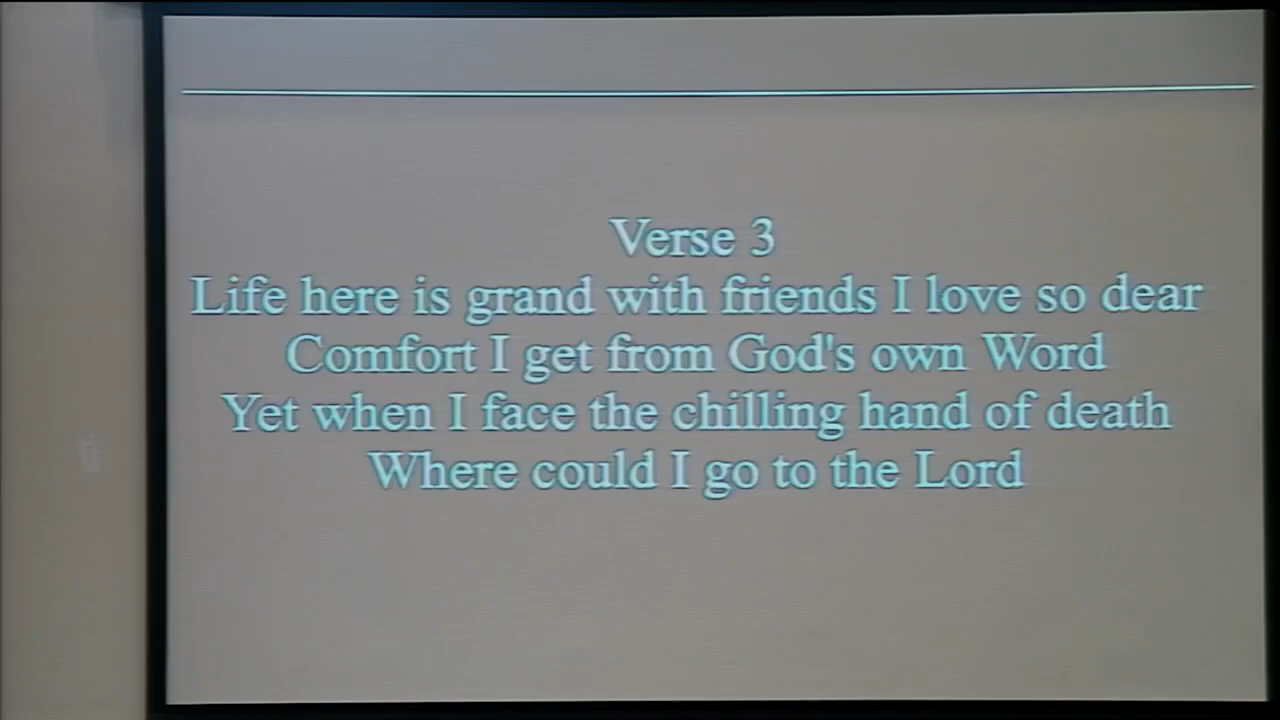 Verse 3
Life here is grand with friends I love so dear
Comfort I get from God's own Word
Yet when I face the chilling hand of death
Where could I go to the Lord